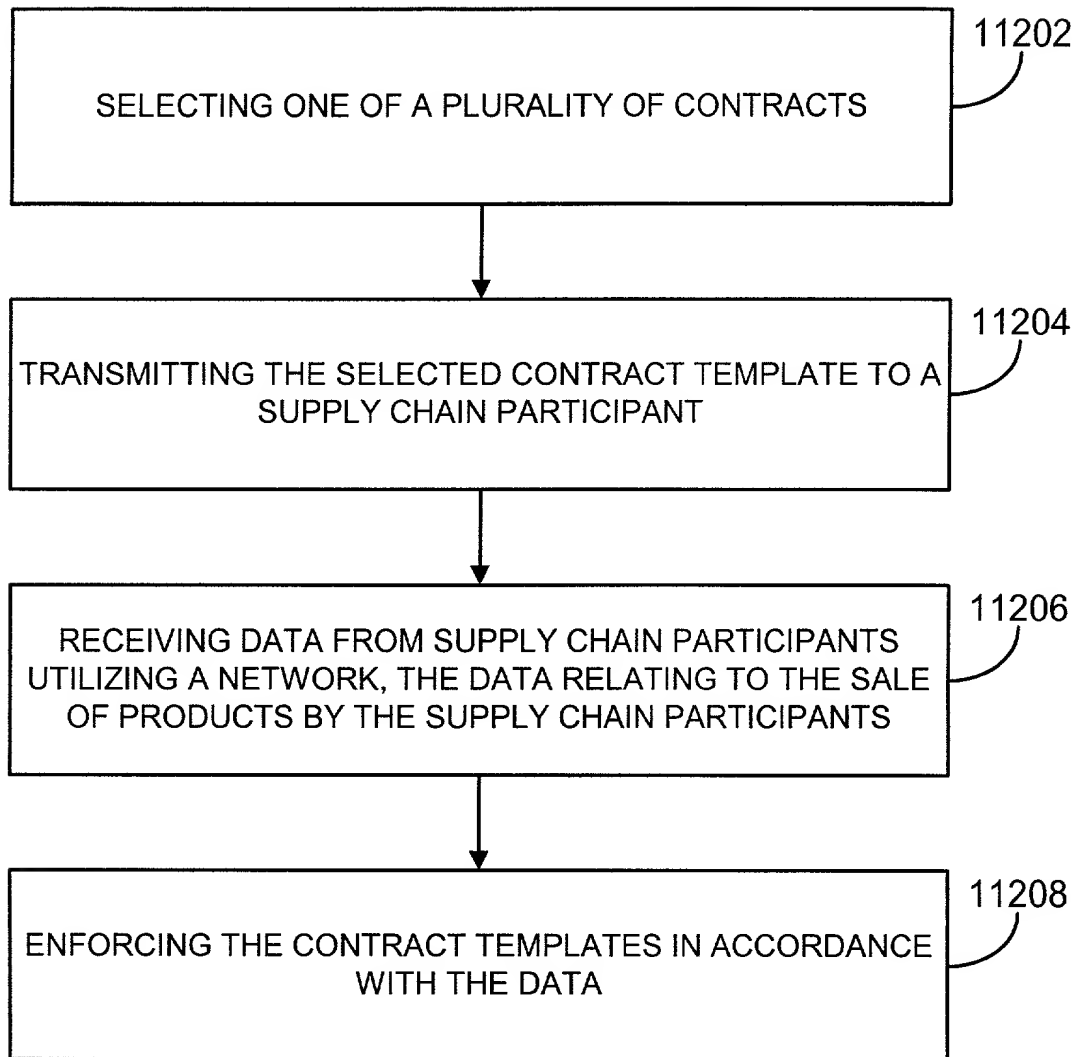 11202
SELECTING ONE OF A PLURALITY OF CONTRACTS
11204
TRANSMITTING THE SELECTED CONTRACT TEMPLATE TO A
SUPPLY CHAIN PARTICIPANT
11206
RECEIVING DATA FROM SUPPLY CHAIN PARTICIPANTS
UTILIZING A NETWORK, THE DATA RELATING TO THE SALE
OF PRODUCTS BY THE SUPPLY CHAIN PARTICIPANTS
11208
ENFORCING THE CONTRACT TEMPLATES IN ACCORDANCE
WITH THE DATA